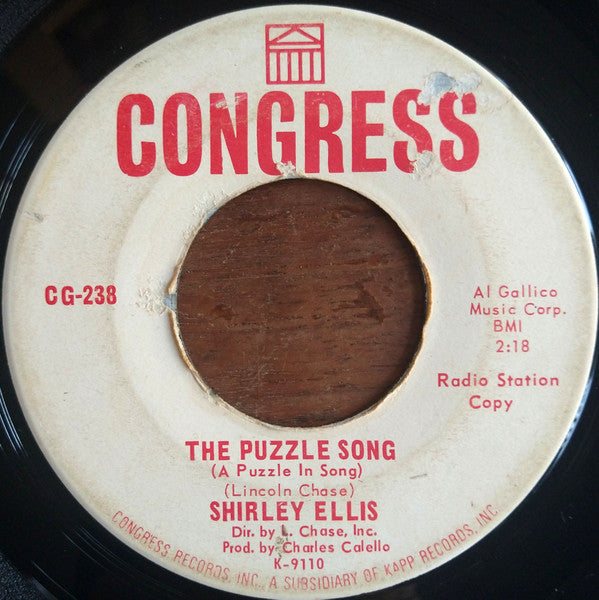 CONGRESS
CG-238
Al Gallico
Music Corp.
BMI
2:18
Radio Station
Copy
THE PUZZLE SONG
(A Puzzle In Song)
(Lincoln Chase)
SHIRLEY ELLIS
Dir. by L. Chase, Inc.
Prod. by Charles Calello
K-9110
CONGRESS RECORDS, INC., A SUBSIDIARY OF KAPP RECORDS, INC.